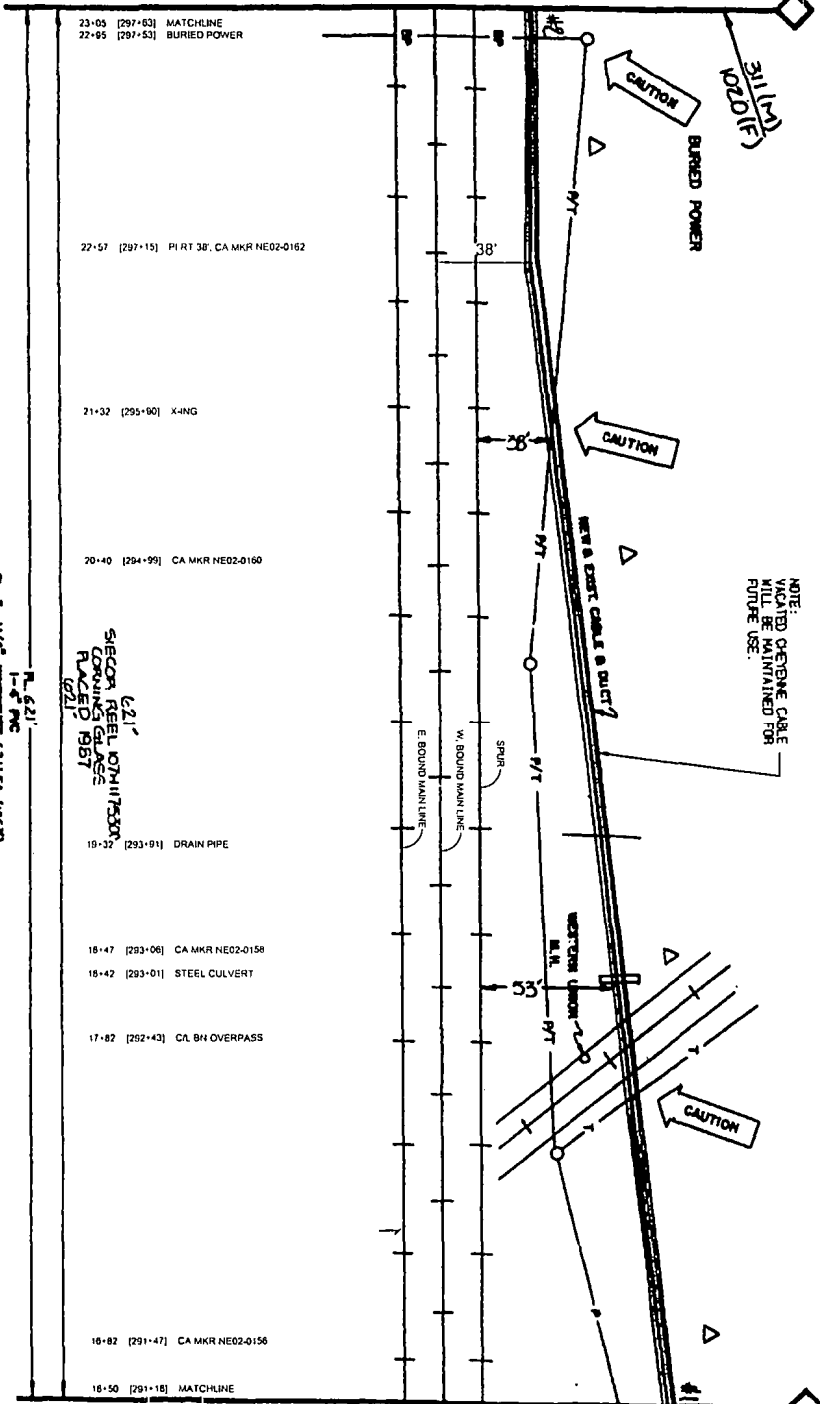 23+05 [297+63] MATCHLINE
22+95 [297+53] BURIED POWER
22+57 [297+15] PI RT 38', CA MKR NE02-0162
21+32 [295+90] X-ING
20+40 [294+99] CA MKR NE02-0160
19+32 [293+91] DRAIN PIPE
18+47 [293+06] CA MKR NE02-0158
18+42 [293+01] STEEL CULVERT
17+82 [292+43] C/L BN OVERPASS
16+82 [291+47] CA MKR NE02-0156
16+50 [291+18] MATCHLINE
BP
BP
#2
311(M)
1020(F)
CAUTION
BURIED POWER
P/T
38'
38'
CAUTION
P/T
NEW & EXIST. CABLE & DUCT
NOTE:
VACATED CHEYENNE CABLE
WILL BE MAINTAINED FOR
FUTURE USE.
P/T
SPUR
W. BOUND MAIN LINE
E. BOUND MAIN LINE
621'
SIECOR REEL
CORNING GLASS
PLACED 1987
621'
PL 621'
1-4" PVC
WESTERN UNION
M.H.
53'
P/T
T
T
CAUTION
P
#1